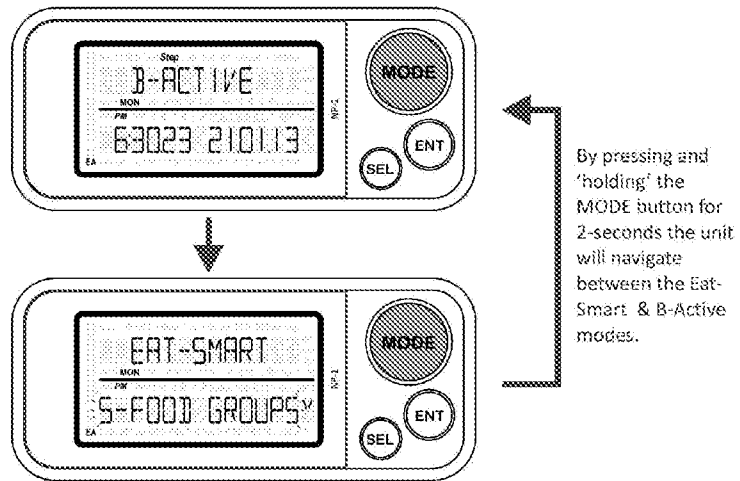 Step
B-ACTIVE
MON
PM
63023 21.01.13
EA
NP-1
MODE
SEL
ENT
EAT-SMART
MON
PM
5-FOOD GROUPS
EA
NP-1
MODE
SEL
ENT
By pressing and
‘holding’ the
MODE button for
2-seconds the unit
will navigate
between the Eat-
Smart & B-Active
modes.